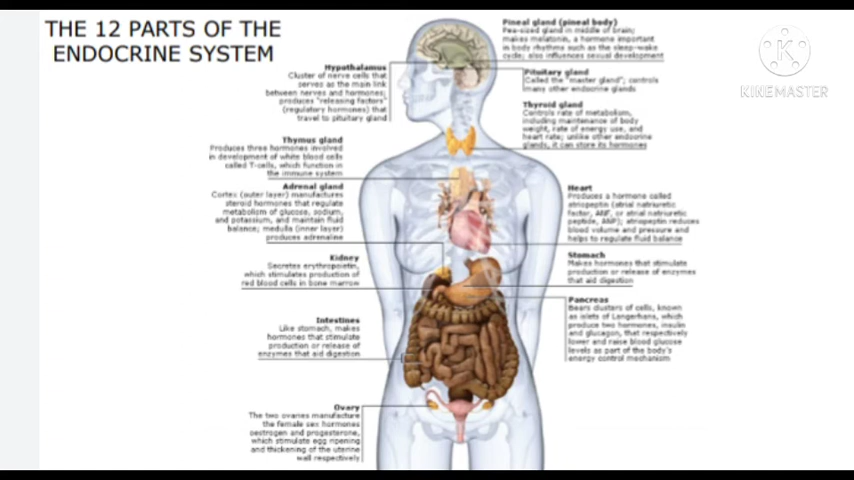 THE 12 PARTS OF THE
ENDOCRINE SYSTEM
Pineal gland (pineal body)
Pea-sized gland in middle of brain;
makes melatonin, a hormone important
in body rhythms such as the sleep-wake
cycle; also influences sexual development
KINEMASTER
Hypothalamus
Cluster of nerve cells that
serves as the main link
between nerves and hormones;
produces "releasing factors"
(regulatory hormones) that
travel to pituitary gland
Pituitary gland
Called the "master gland"; controls
many other endocrine glands
Thyroid gland
Controls rate of metabolism,
including maintenance of body
weight, rate of energy use, and
heart rate; unlike other endocrine
glands, it can store its hormones
Thymus gland
Produces three hormones involved
in development of white blood cells
called T-cells, which function in
the immune system
Adrenal gland
Cortex (outer layer) manufactures
steroid hormones that regulate
metabolism of glucose, sodium,
and potassium, and maintain fluid
balance; medulla (inner layer)
produces adrenaline
Heart
Produces a hormone called
atriopeptin (atrial natriuretic
factor, ANF, or atrial natriuretic
peptide, ANP); atriopeptin reduces
blood volume and pressure and
helps to regulate fluid balance
Kidney
Secretes erythropoietin,
which stimulates production of
red blood cells in bone marrow
Stomach
Makes hormones that stimulate
production or release of enzymes
that aid digestion
Pancreas
Bears clusters of cells, known
as islets of Langerhans, which
produce two hormones, insulin
and glucagon, that respectively
lower and raise blood glucose
levels as part of the body's
energy control mechanism
Intestines
Like stomach, makes
hormones that stimulate
production or release of
enzymes that aid digestion
Ovary
The two ovaries manufacture
the female sex hormones
oestrogen and progesterone,
which stimulate egg ripening
and thickening of the uterine
wall respectively